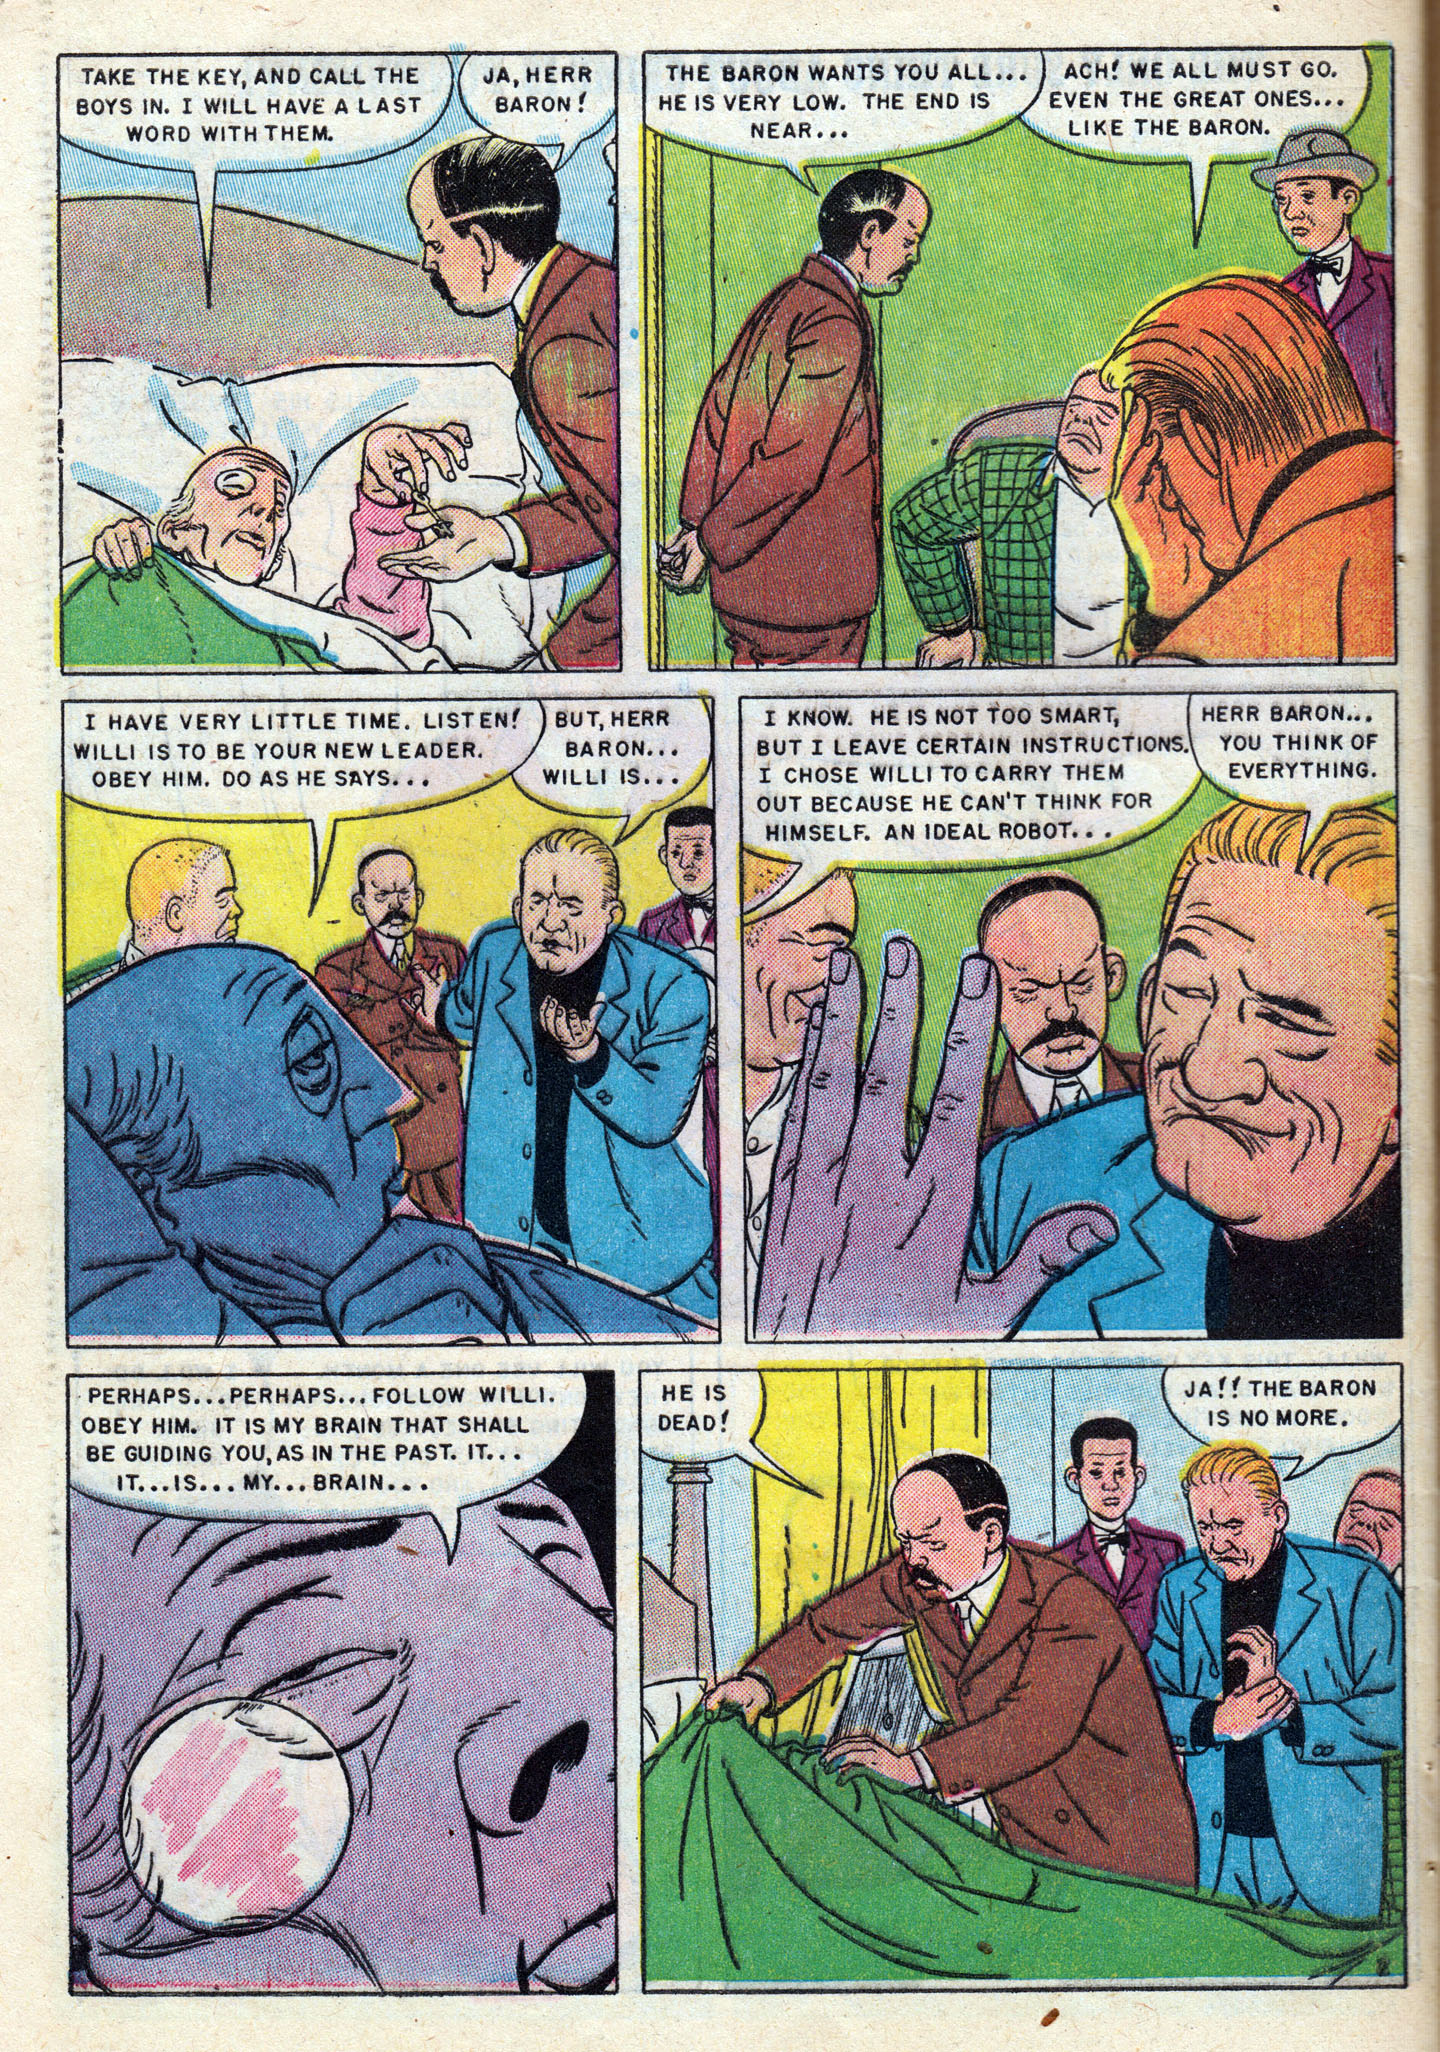 TAKE THE KEY, AND CALL THE
BOYS IN. I WILL HAVE A LAST
WORD WITH THEM.
JA, HERR
BARON!
THE BARON WANTS YOU ALL...
HE IS VERY LOW. THE END IS
NEAR...
ACH! WE ALL MUST GO.
EVEN THE GREAT ONES...
LIKE THE BARON.
I HAVE VERY LITTLE TIME. LISTEN!
WILLI IS TO BE YOUR NEW LEADER.
OBEY HIM. DO AS HE SAYS...
BUT, HERR
BARON...
WILLI IS...
I KNOW. HE IS NOT TOO SMART,
BUT I LEAVE CERTAIN INSTRUCTIONS.
I CHOSE WILLI TO CARRY THEM
OUT BECAUSE HE CAN'T THINK FOR
HIMSELF. AN IDEAL ROBOT...
HERR BARON...
YOU THINK OF
EVERYTHING.
PERHAPS...PERHAPS...FOLLOW WILLI.
OBEY HIM. IT IS MY BRAIN THAT SHALL
BE GUIDING YOU, AS IN THE PAST. IT...
IT...IS...MY...BRAIN...
HE IS
DEAD!
JA!! THE BARON
IS NO MORE.